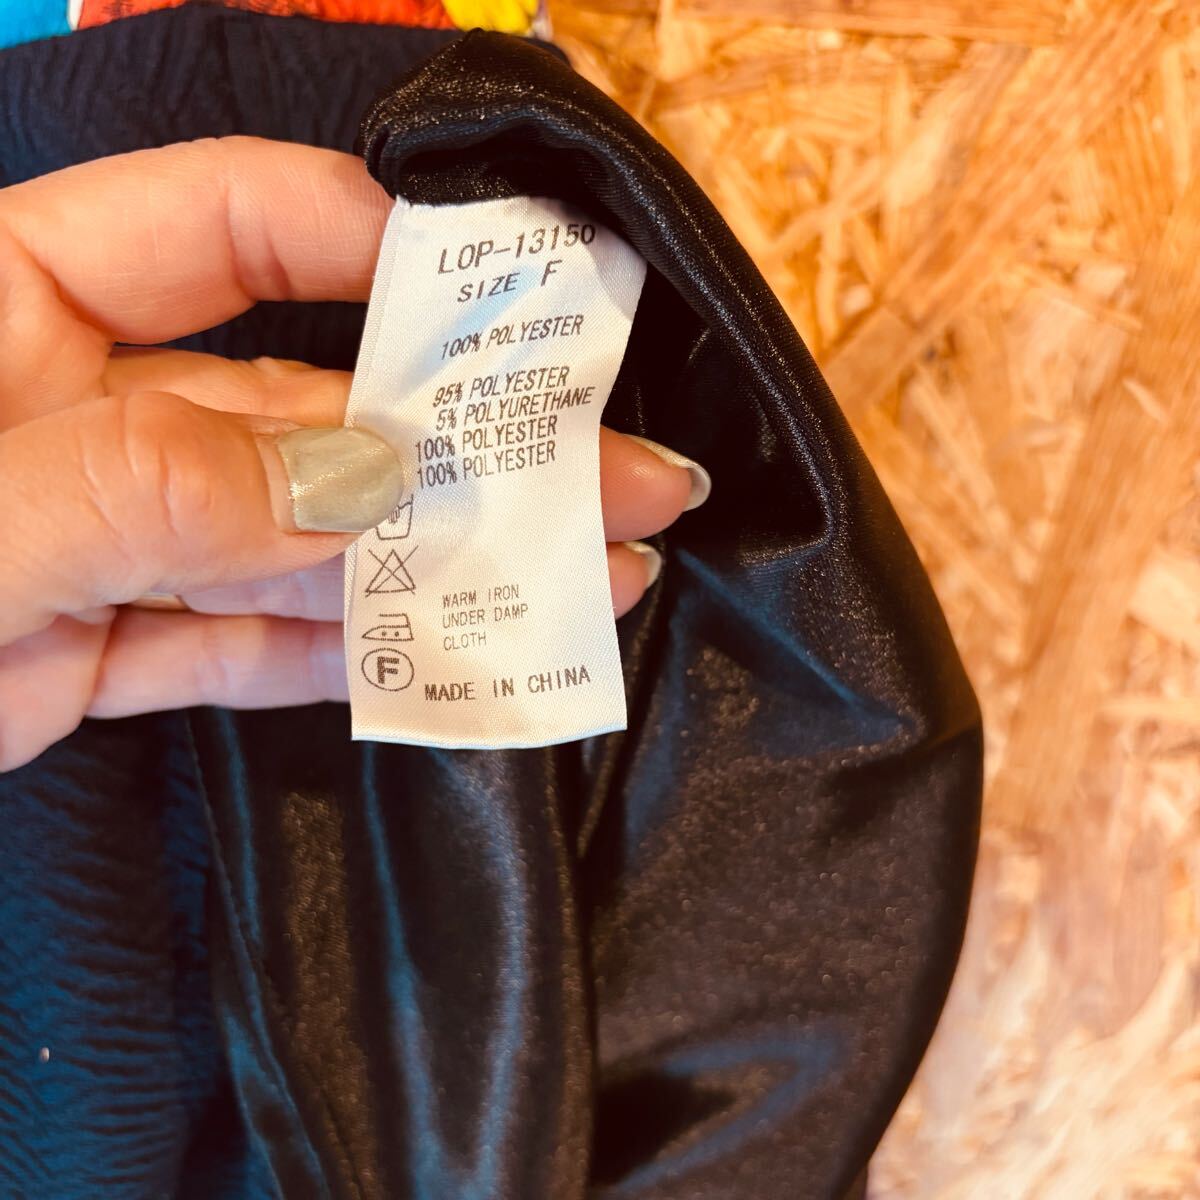 LOP-13150
SIZE F
100% POLYESTER
95% POLYESTER
5% POLYURETHANE
100% POLYESTER
100% POLYESTER
WARM IRON
UNDER DAMP
CLOTH
F
MADE IN CHINA